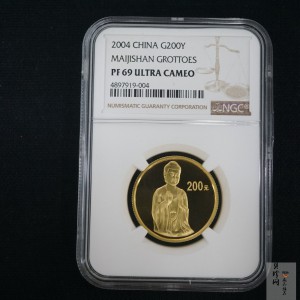 2004 CHINA G200Y
MAIJISHAN GROTTOES
PF 69 ULTRA CAMEO
4897919-004
NUMISMATIC GUARANTY CORPORATION
NGC
200元